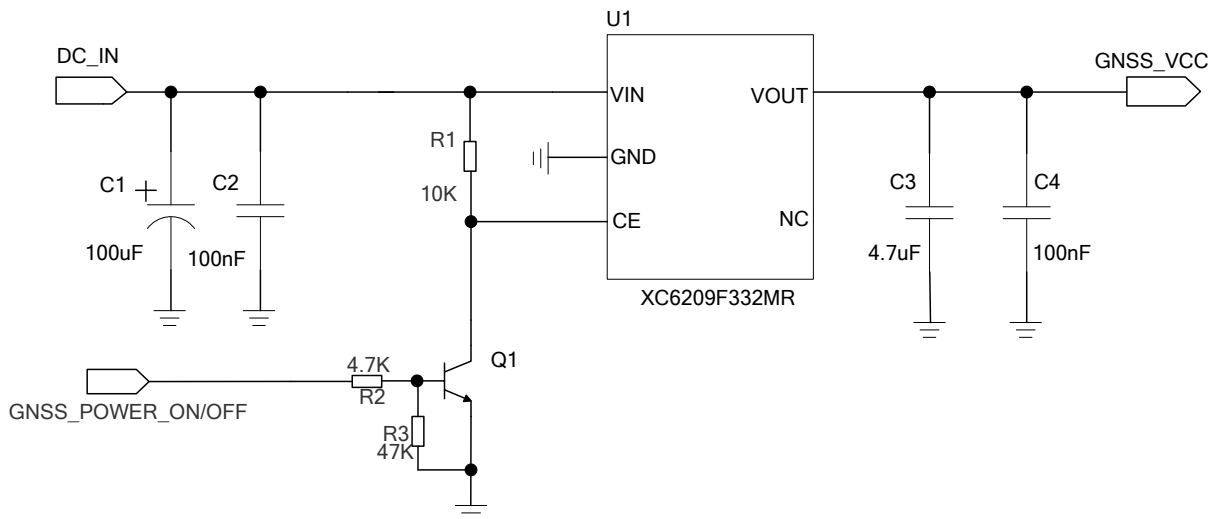 U1
DC_IN
GNSS_VCC
VIN
VOUT
R1
GND
10K
C1
+
C2
C3
C4
CE
NC
100uF
100nF
4.7uF
100nF
XC6209F332MR
4.7K
Q1
R2
GNSS_POWER_ON/OFF
R3
47K